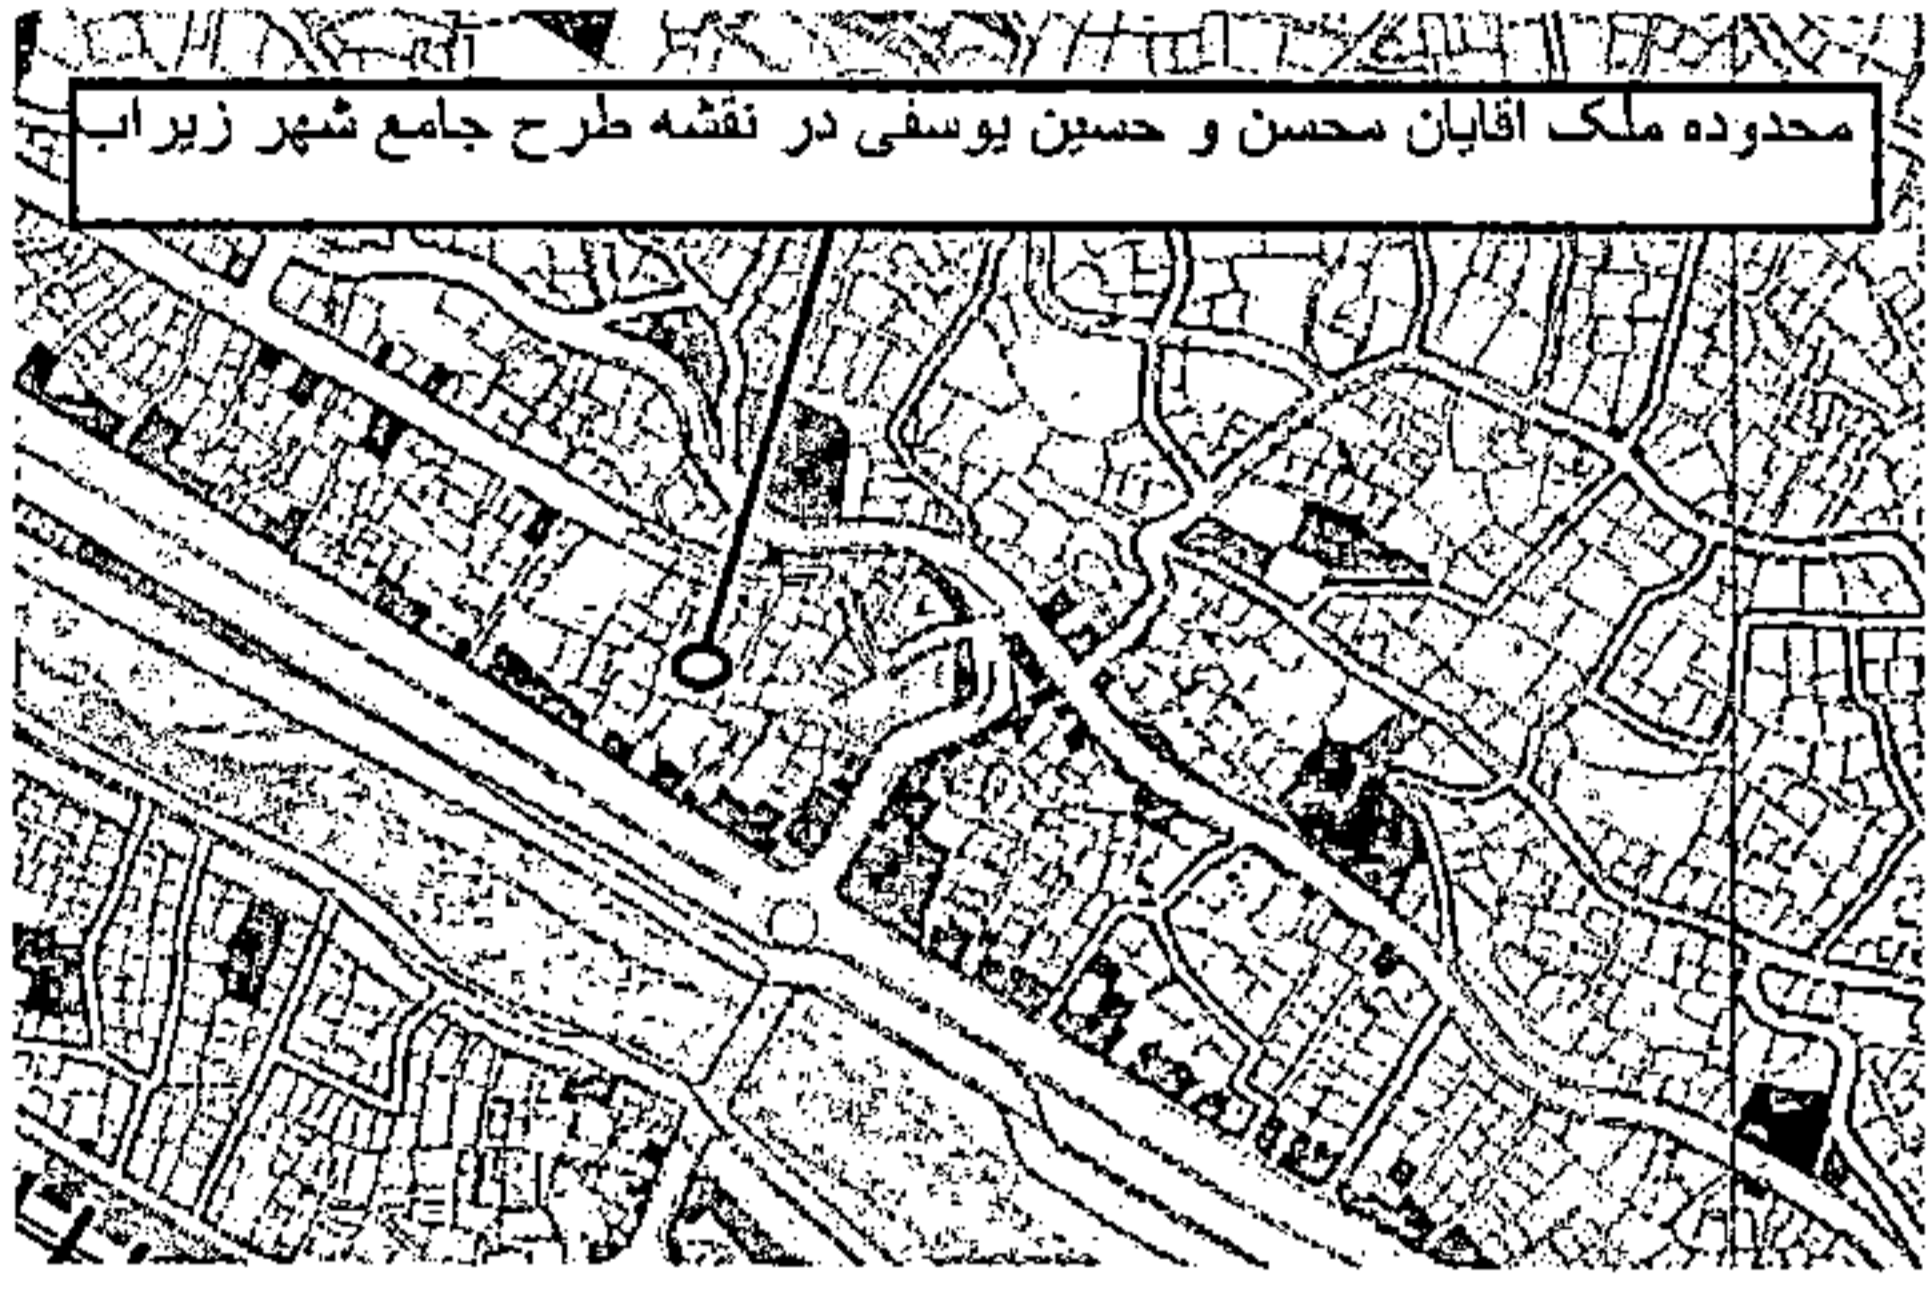 محدوده ملک اقایان محسن و حسین یوسفی در نقشه طرح جامع شهر زیراب